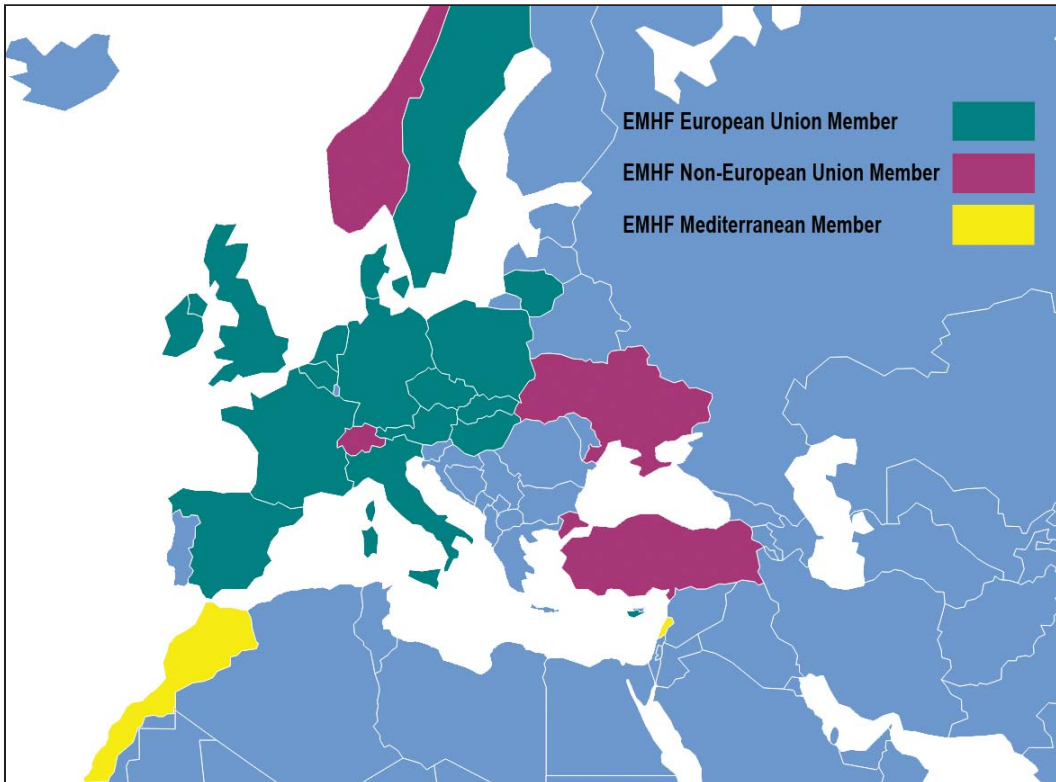 EMHF European Union Member
EMHF Non-European Union Member
EMHF Mediterranean Member